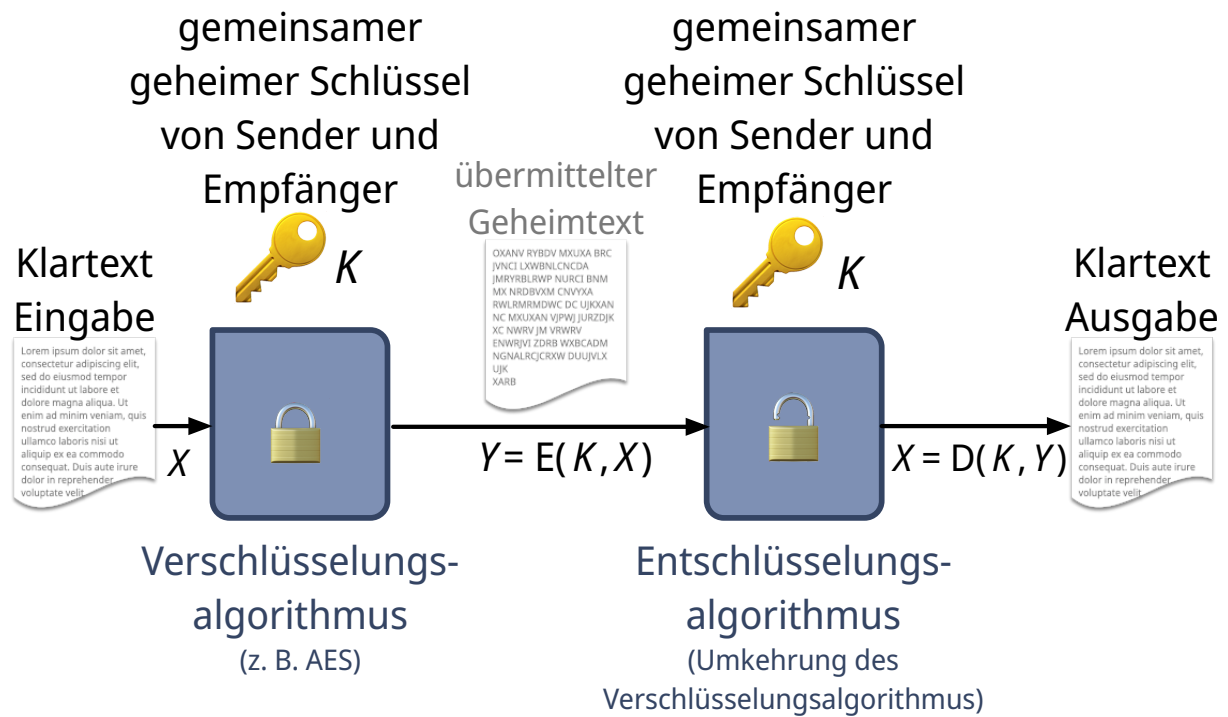 gemeinsamer
geheimer Schlüssel
von Sender und
Empfänger
K
gemeinsamer
geheimer Schlüssel
von Sender und
Empfänger
K
übermittelter
Geheimtext
OXANV RYBDV MXUXA BRC
JVNCI LXWBNLCNCDA
JMRYRBLRWP NURCI BNM
MX NRDBVXM CNVYXA
RWLRMRMDWC DC UJKXAN
NC MXUXAN VJPWJ JURZDJK
XC NWRV JM VRWRV
ENWRJVI ZDRB WXBCADM
NGNALRCJCRXW DUUJVLX
UJK
XARB
Klartext
Eingabe
Lorem ipsum dolor sit amet,
consectetur adipiscing elit,
sed do eiusmod tempor
incididunt ut labore et
dolore magna aliqua. Ut
enim ad minim veniam, quis
nostrud exercitation
ullamco laboris nisi ut
aliquip ex ea commodo
consequat. Duis aute irure
dolor in reprehender
voluptate velit
X
Y = E(K,X)
X = D(K,Y)
Klartext
Ausgabe
Lorem ipsum dolor sit amet,
consectetur adipiscing elit,
sed do eiusmod tempor
incididunt ut labore et
dolore magna aliqua. Ut
enim ad minim veniam, quis
nostrud exercitation
ullamco laboris nisi ut
aliquip ex ea commodo
consequat. Duis aute irure
dolor in reprehender
voluptate velit
Verschlüsselungs-
algorithmus
(z. B. AES)
Entschlüsselungs-
algorithmus
(Umkehrung des
Verschlüsselungsalgorithmus)